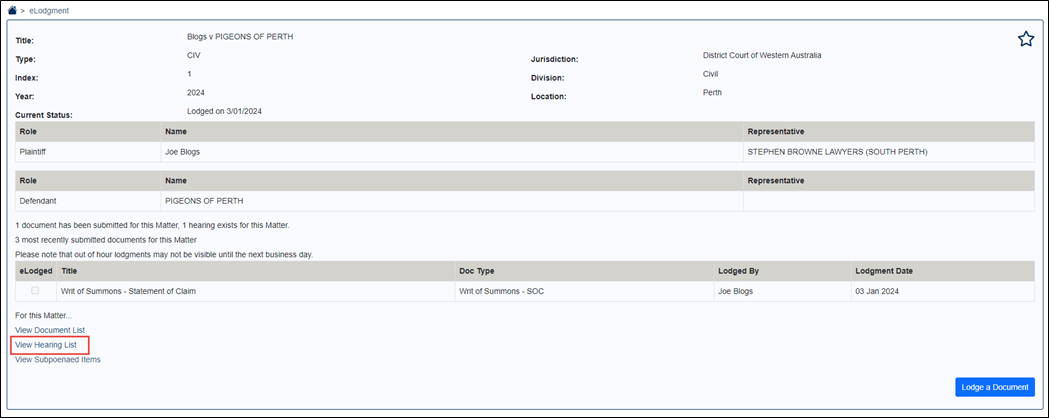 > eLodgment
Title: Blogs v PIGEONS OF PERTH
Type: CIV Jurisdiction: District Court of Western Australia
Index: 1 Division: Civil
Year: 2024 Location: Perth
Current Status: Lodged on 3/01/2024
Role Name Representative
Plaintiff Joe Blogs STEPHEN BROWNE LAWYERS (SOUTH PERTH)
Role Name Representative
Defendant PIGEONS OF PERTH
1 document has been submitted for this Matter, 1 hearing exists for this Matter.
3 most recently submitted documents for this Matter
Please note that out of hour lodgments may not be visible until the next business day.
eLodged Title Doc Type Lodged By Lodgment Date
Writ of Summons - Statement of Claim Writ of Summons - SOC Joe Blogs 03 Jan 2024
For this Matter...
View Document List
View Hearing List
View Subpoenaed Items
Lodge a Document